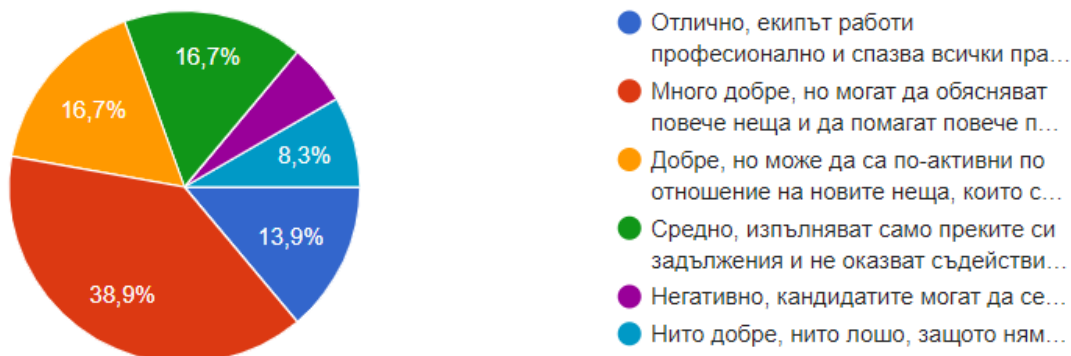 16,7%
16,7%
8,3%
13,9%
38,9%
Отлично, екипът работи
професионално и спазва всички пра...
Много добре, но могат да обясняват
повече неща и да помагат повече п...
Добре, но може да са по-активни по
отношение на новите неща, които с...
Средно, изпълняват само преките си
задължения и не оказват съдействи...
Негативно, кандидатите могат да се...
Нито добре, нито лошо, защото ням...